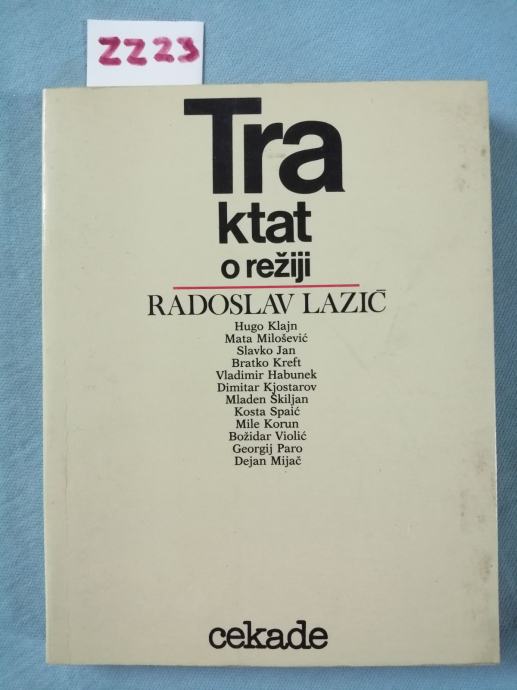 ZZ23
Tra
ktat
o režiji
RADOSLAV LAZIĆ
Hugo Klajn
Mata Milošević
Slavko Jan
Bratko Kreft
Vladimir Habunek
Dimitar Kjostarov
Mladen Škiljan
Kosta Spaić
Mile Korun
Božidar Violić
Georgij Paro
Dejan Mijač
cekade